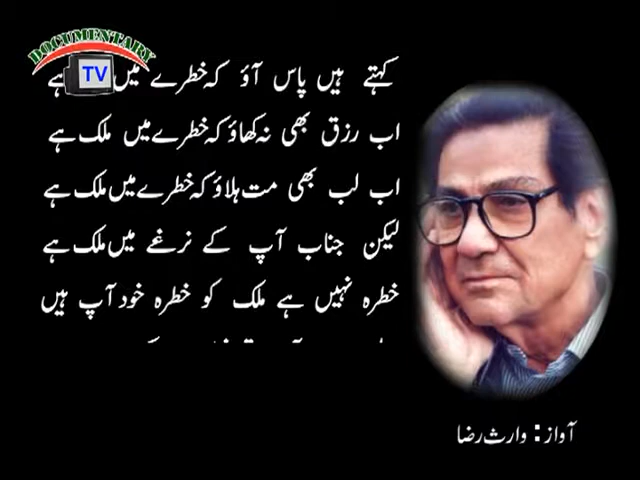 DOCUMENTARY
TV
کہتے ہیں پاس آؤ کہ خطرے میں ہے
اب رزق بھی نہ کھاؤ کہ خطرے میں ملک ہے
اب لب بھی مت ہلاؤ کہ خطرے میں ملک ہے
لیکن جناب آپ کے نرغے میں ملک ہے
خطرہ نہیں ہے ملک کو خطرہ خود آپ ہیں
آواز : وارث رضا